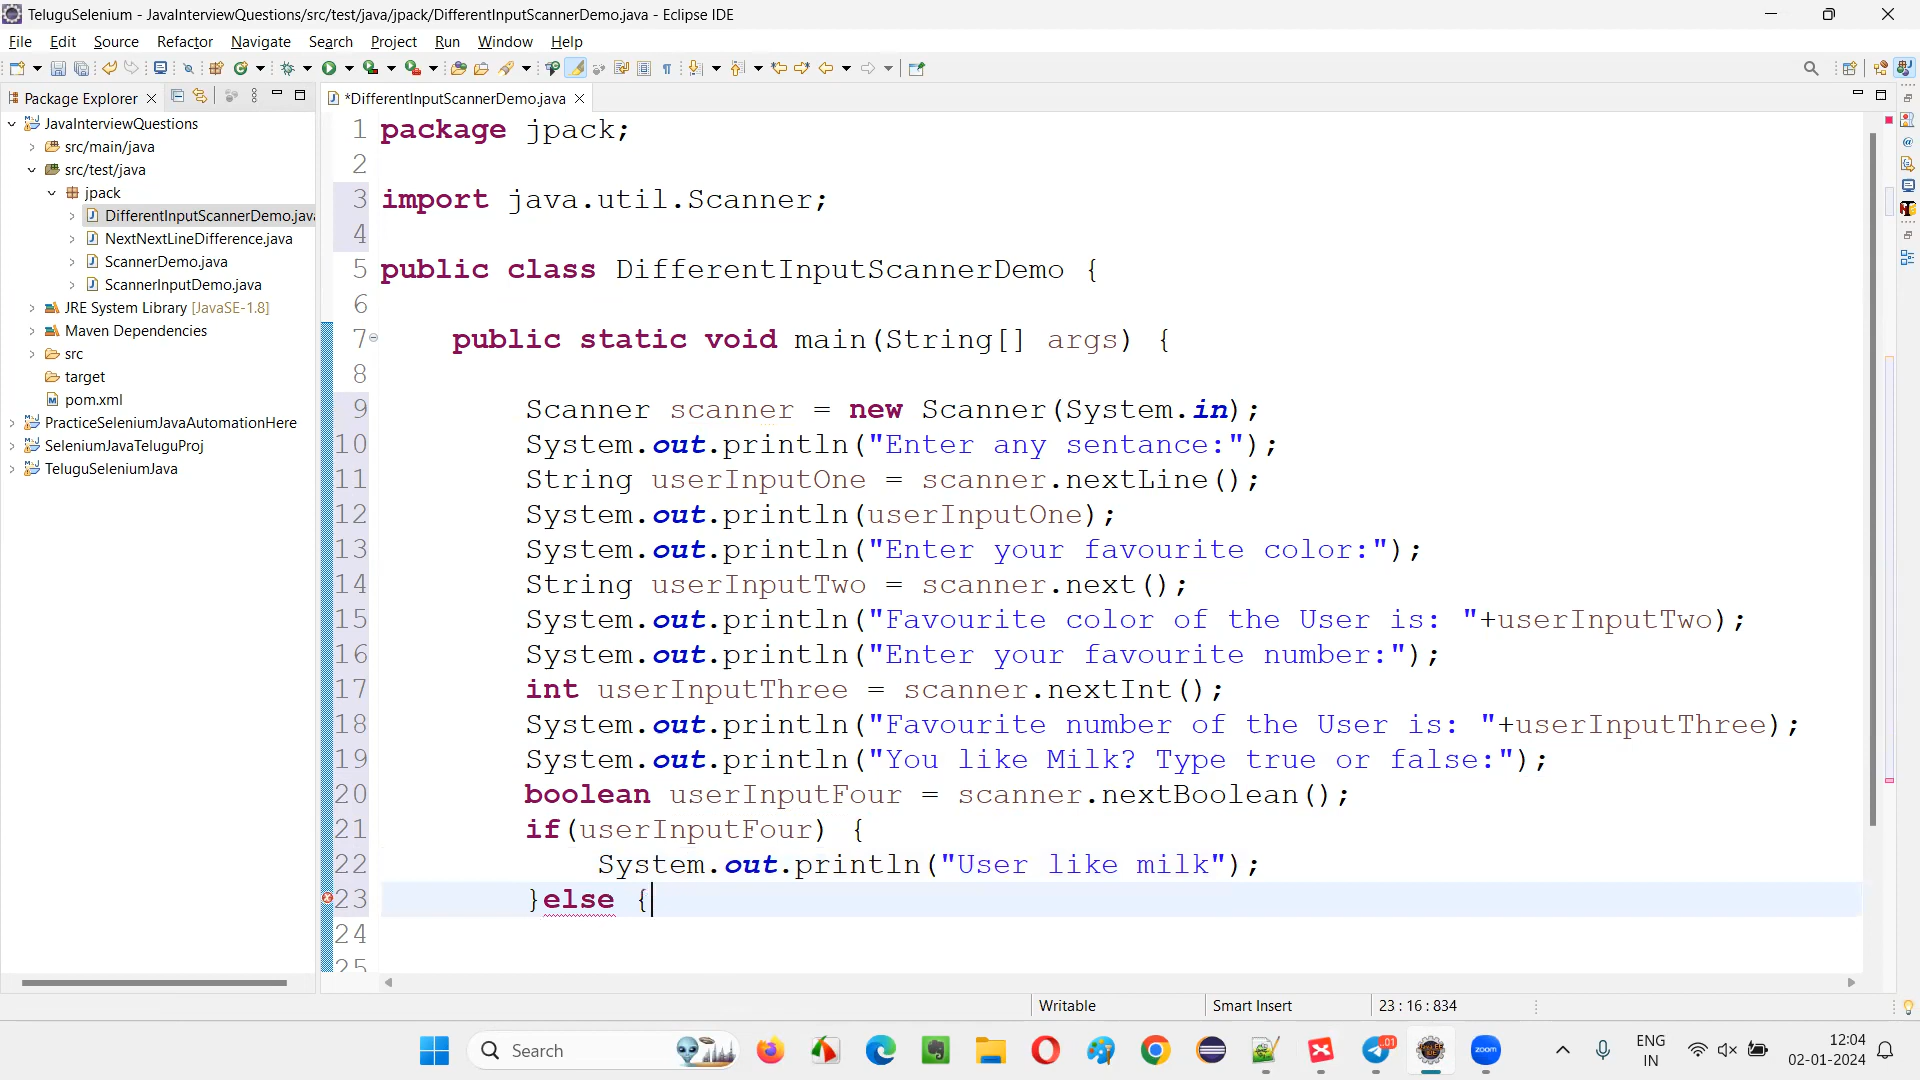 TeluguSelenium - JavaInterviewQuestions/src/test/java/jpack/DifferentInputScannerDemo.java - Eclipse IDE
File Edit Source Refactor Navigate Search Project Run Window Help
Package Explorer
*DifferentInputScannerDemo.java
JavaInterviewQuestions
src/main/java
src/test/java
jpack
DifferentInputScannerDemo.java
NextNextLineDifference.java
ScannerDemo.java
ScannerInputDemo.java
JRE System Library [JavaSE-1.8]
Maven Dependencies
src
target
pom.xml
PracticeSeleniumJavaAutomationHere
SeleniumJavaTeluguProj
TeluguSeleniumJava
1 package jpack;
2
3 import java.util.Scanner;
4
5 public class DifferentInputScannerDemo {
6
7 public static void main(String[] args) {
8
9 Scanner scanner = new Scanner(System.in);
10 System.out.println("Enter any sentance:");
11 String userInputOne = scanner.nextLine();
12 System.out.println(userInputOne);
13 System.out.println("Enter your favourite color:");
14 String userInputTwo = scanner.next();
15 System.out.println("Favourite color of the User is: "+userInputTwo);
16 System.out.println("Enter your favourite number:");
17 int userInputThree = scanner.nextInt();
18 System.out.println("Favourite number of the User is: "+userInputThree);
19 System.out.println("You like Milk? Type true or false:");
20 boolean userInputFour = scanner.nextBoolean();
21 if(userInputFour) {
22 System.out.println("User like milk");
23 }else {
24
25
Writable Smart Insert 23 : 16 : 834
Search
zoom
ENG
IN
12:04
02-01-2024